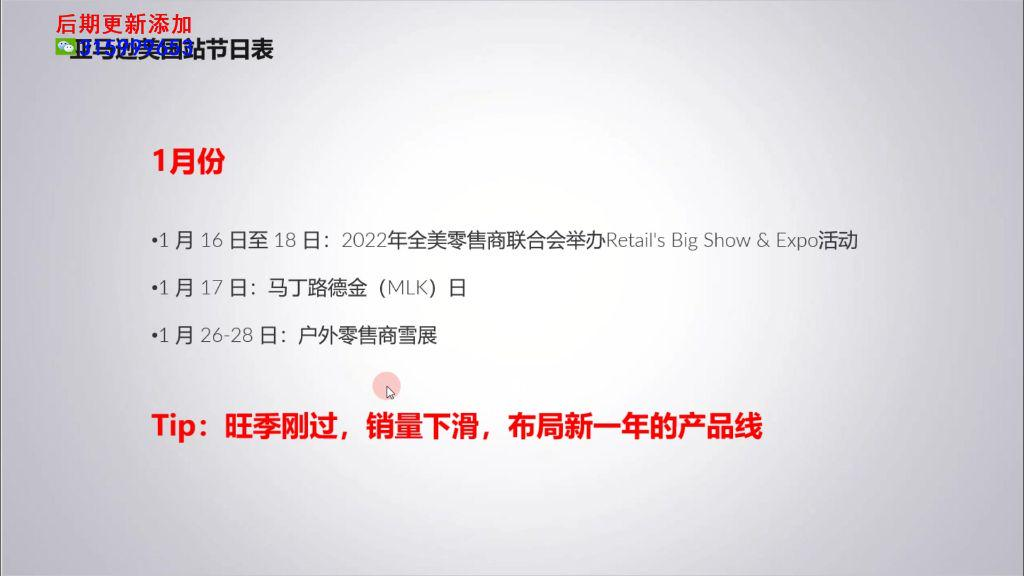 后期更新添加
亚马逊美国站节日表
1月份
•1 月 16 日至 18 日：2022年全美零售商联合会举办Retail's Big Show & Expo活动
•1 月 17 日：马丁路德金（MLK）日
•1 月 26-28 日：户外零售商雪展
Tip：旺季刚过，销量下滑，布局新一年的产品线